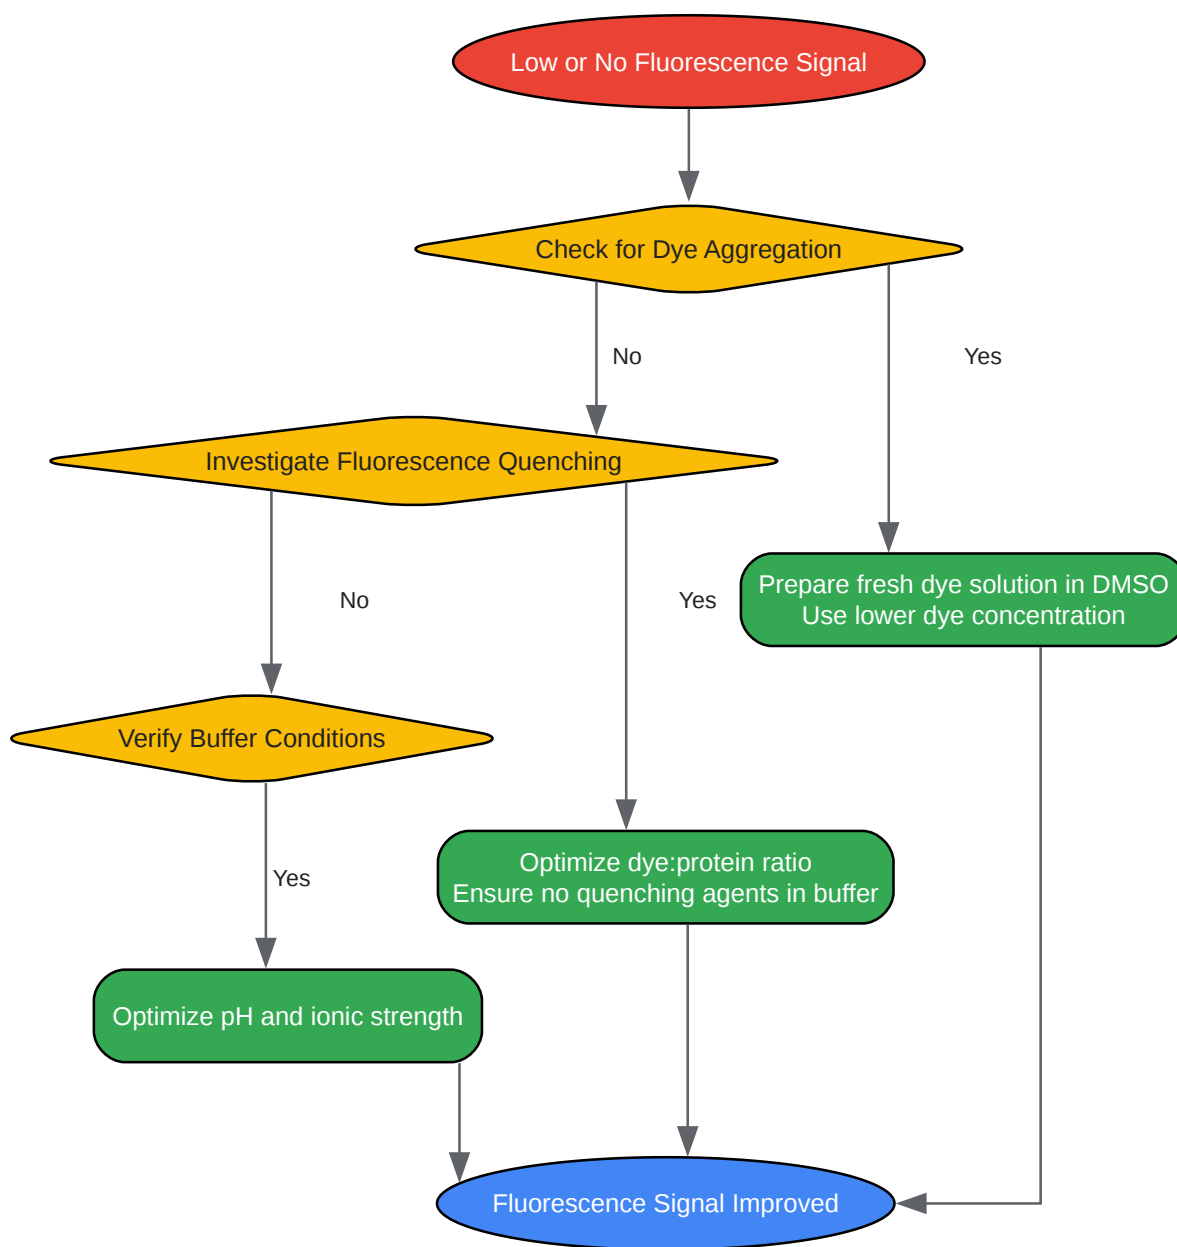 Low or No Fluorescence Signal
Check for Dye Aggregation
No
Yes
Investigate Fluorescence Quenching
Prepare fresh dye solution in DMSO
Use lower dye concentration
No
Yes
Verify Buffer Conditions
Optimize dye:protein ratio
Ensure no quenching agents in buffer
Yes
Optimize pH and ionic strength
Fluorescence Signal Improved